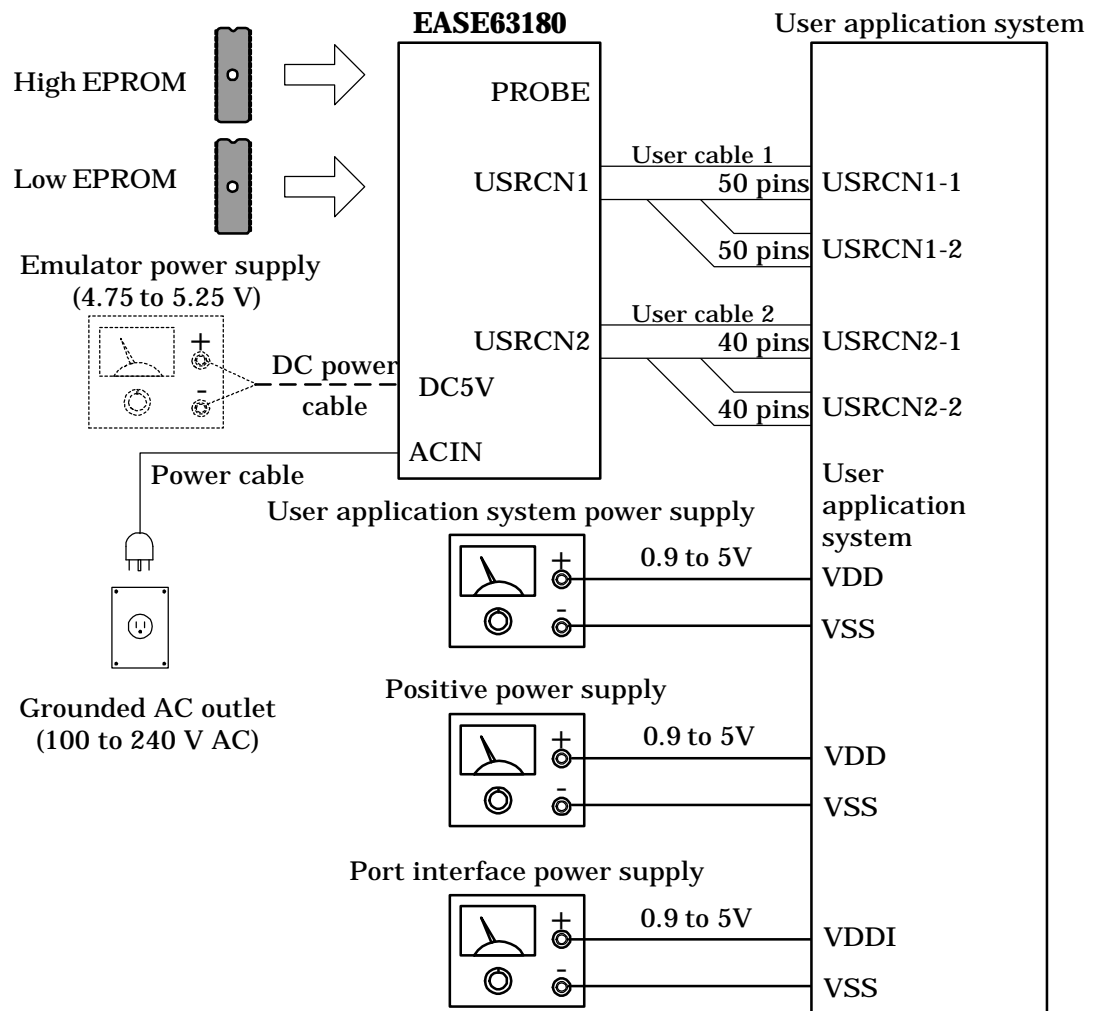 EASE63180
User application system
High EPROM
PROBE
Low EPROM
User cable 1
USRCN1
50 pins
USRCN1-1
50 pins
USRCN1-2
Emulator power supply
(4.75 to 5.25 V)
User cable 2
USRCN2
40 pins
USRCN2-1
+
-
DC power
cable
DC5V
40 pins
USRCN2-2
ACIN
Power cable
User
application
system
User application system power supply
+
-
0.9 to 5V
VDD
VSS
Grounded AC outlet
(100 to 240 V AC)
Positive power supply
+
-
0.9 to 5V
VDD
VSS
Port interface power supply
+
-
0.9 to 5V
VDDI
VSS